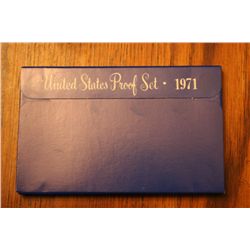 United States Proof Set · 1971